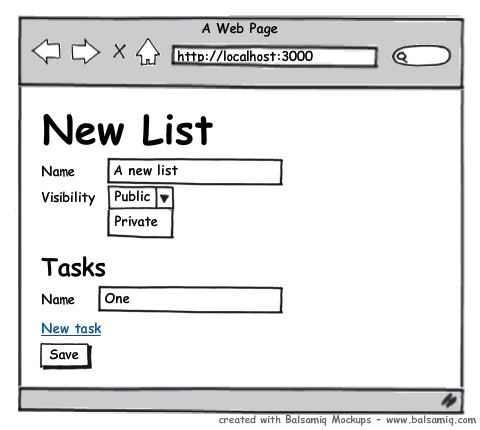 A Web Page
http://localhost:3000
New List
Name A new list
Visibility Public
Private
Tasks
Name One
New task
Save
created with Balsamiq Mockups - www.balsamiq.com